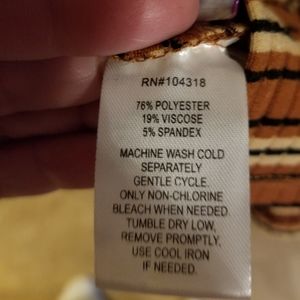 RN#104318
76% POLYESTER
19% VISCOSE
5% SPANDEX
MACHINE WASH COLD
SEPARATELY
GENTLE CYCLE.
ONLY NON-CHLORINE
BLEACH WHEN NEEDED.
TUMBLE DRY LOW,
REMOVE PROMPTLY.
USE COOL IRON
IF NEEDED.